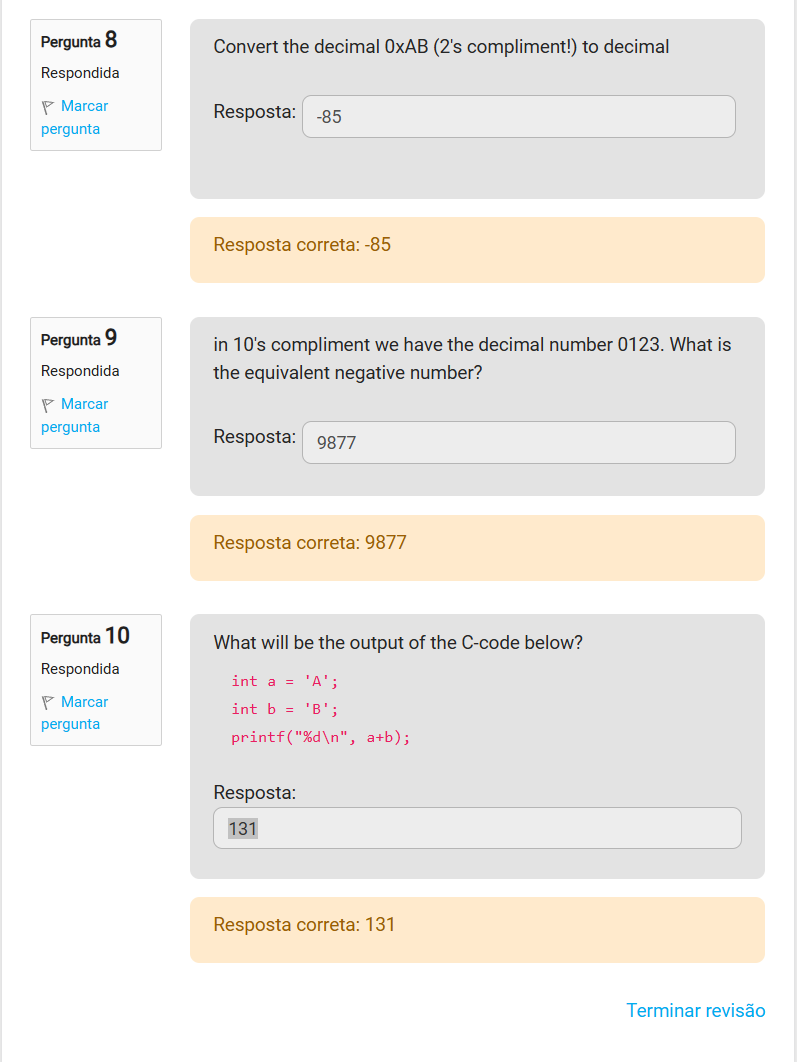 Pergunta 8
Respondida
Marcar
pergunta
Convert the decimal 0xAB (2's compliment!) to decimal
Resposta: -85
Resposta correta: -85
Pergunta 9
Respondida
Marcar
pergunta
in 10's compliment we have the decimal number 0123. What is
the equivalent negative number?
Resposta: 9877
Resposta correta: 9877
Pergunta 10
Respondida
Marcar
pergunta
What will be the output of the C-code below?
int a = 'A';
int b = 'B';
printf("%d\n", a+b);
Resposta:
131
Resposta correta: 131
Terminar revisão